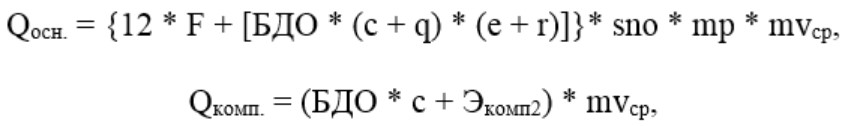 Qосн. = {12 * F + [БДО * (c + q) * (e + r)]}* sno * mp * mvср,
Qкомп. = (БДО * c + Экомп2) * mvср,